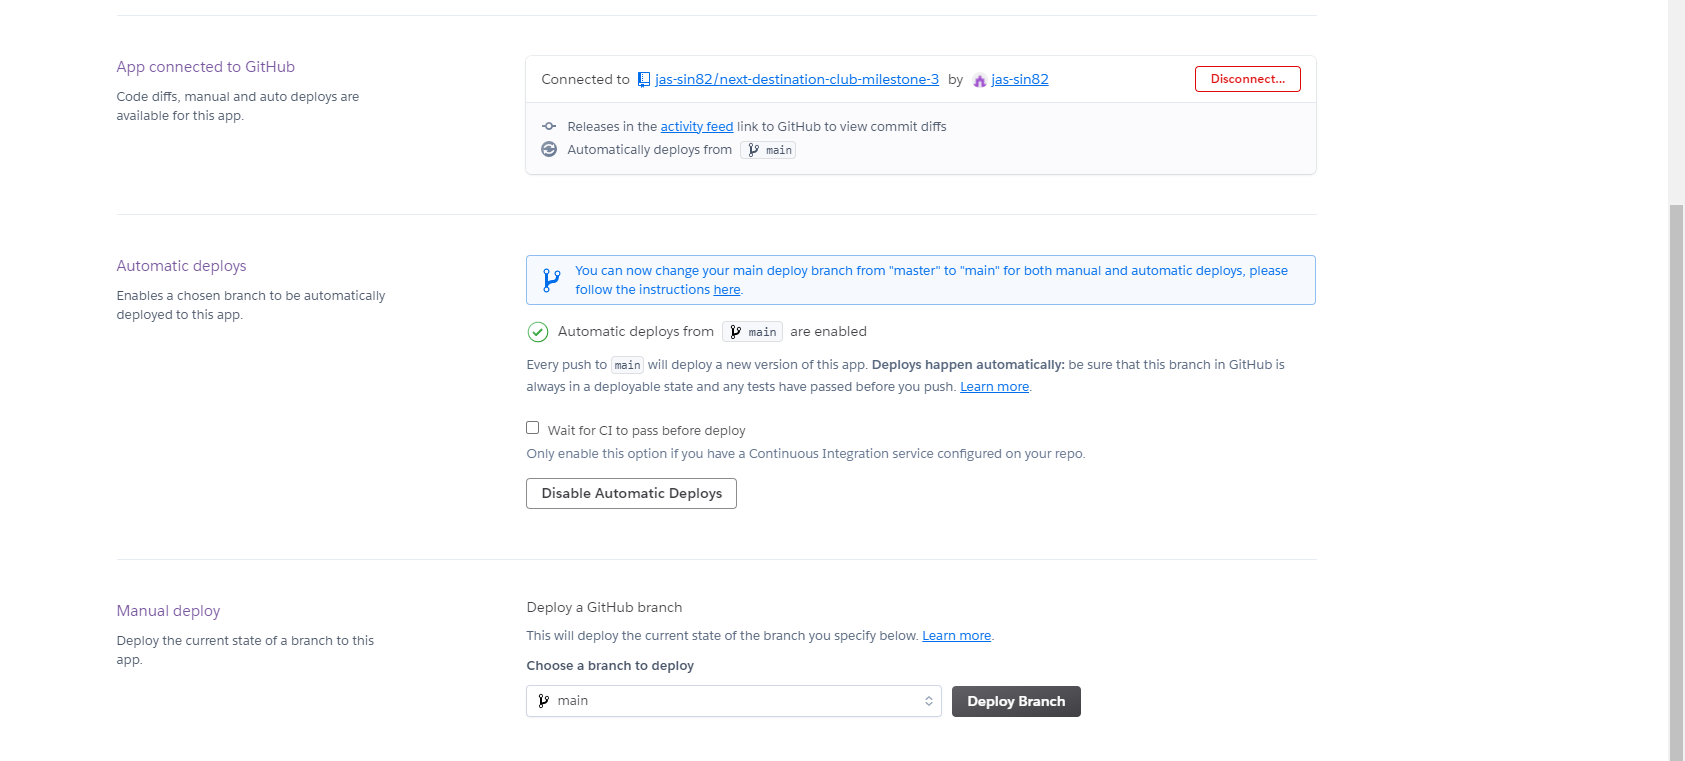 App connected to GitHub
Code diffs, manual and auto deploys are
available for this app.
Connected to jas-sin82/next-destination-club-milestone-3 by jas-sin82
Disconnect...
Releases in the activity feed link to GitHub to view commit diffs
Automatically deploys from main
Automatic deploys
Enables a chosen branch to be automatically
deployed to this app.
You can now change your main deploy branch from "master" to "main" for both manual and automatic deploys, please
follow the instructions here.
Automatic deploys from main are enabled
Every push to main will deploy a new version of this app. Deploys happen automatically: be sure that this branch in GitHub is
always in a deployable state and any tests have passed before you push. Learn more.
Wait for CI to pass before deploy
Only enable this option if you have a Continuous Integration service configured on your repo.
Disable Automatic Deploys
Manual deploy
Deploy the current state of a branch to this
app.
Deploy a GitHub branch
This will deploy the current state of the branch you specify below. Learn more.
Choose a branch to deploy
main
Deploy Branch